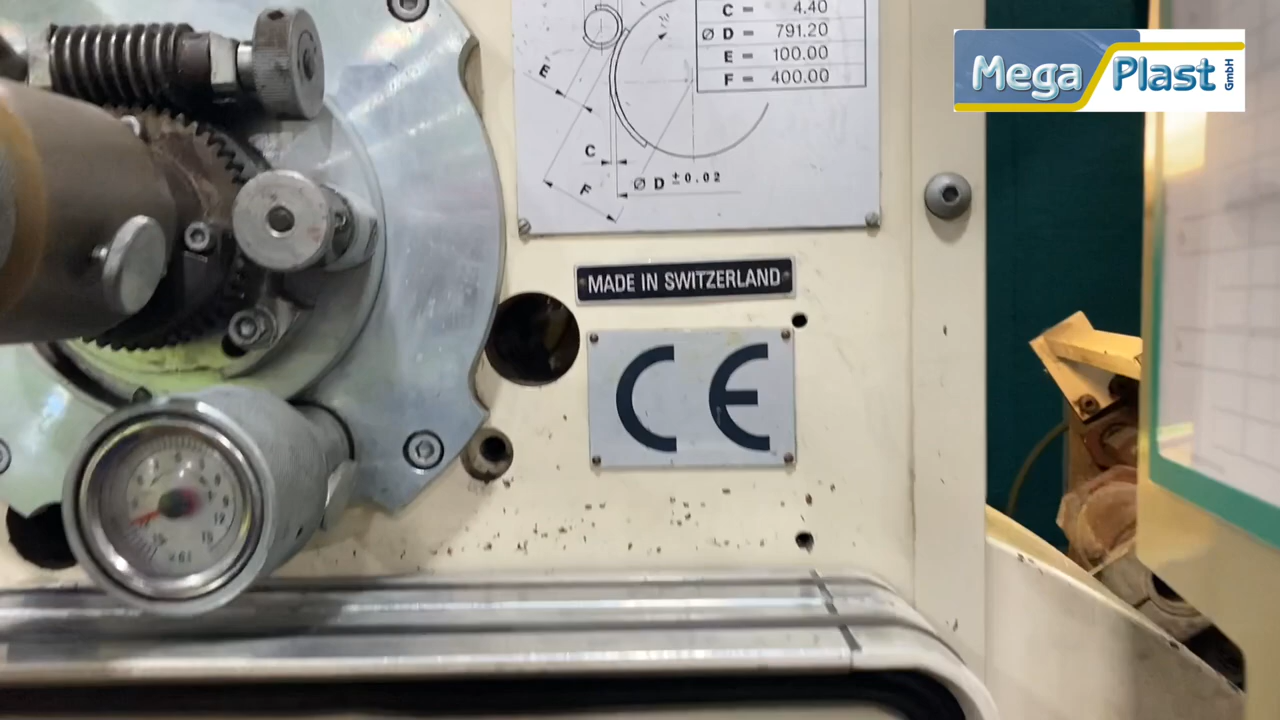 C = 4.40
Ø D = 791.20
E = 100.00
F = 400.00
E
C
F
Ø D ±0.02
Mega Plast GmbH
MADE IN SWITZERLAND
CE